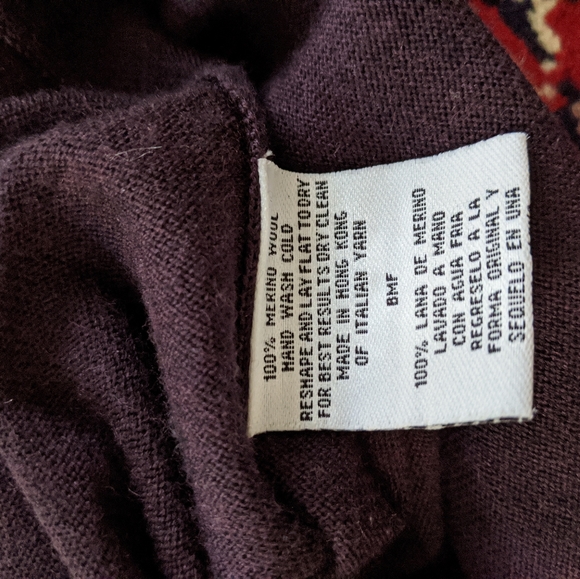 100% MERINO WOOL
HAND WASH COLD
RESHAPE AND LAY FLAT TO DRY
FOR BEST RESULTS DRY CLEAN
MADE IN HONG KONG
OF ITALIAN YARN
BMF
100% LANA DE MERINO
LAVADO A MANO
CON AGUA FRIA
REGRESELO A LA
FORMA ORIGINAL Y
SEQUELO EN UNA